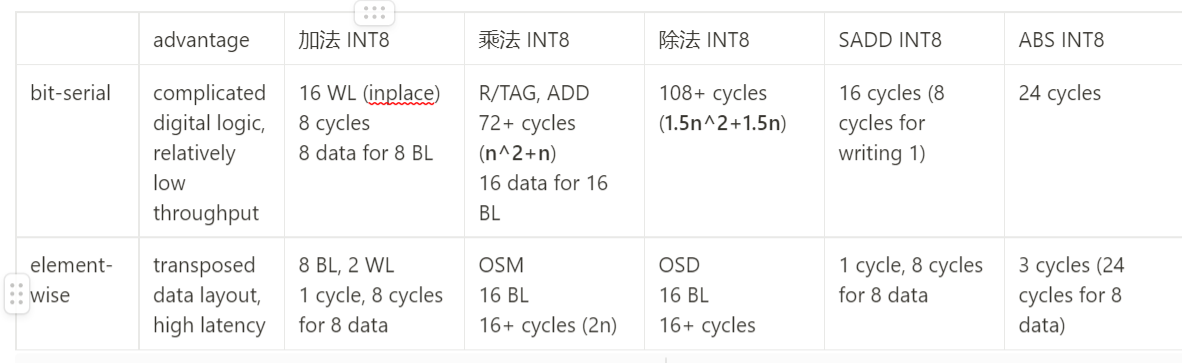 advantage
加法 INT8
乘法 INT8
除法 INT8
SADD INT8
ABS INT8
bit-serial
complicated
digital logic,
relatively
low
throughput
16 WL (inplace)
8 cycles
8 data for 8 BL
R/TAG, ADD
72+ cycles
(n^2+n)
16 data for 16
BL
108+ cycles
(1.5n^2+1.5n)
16 cycles (8
cycles for
writing 1)
24 cycles
element-
wise
transposed
data layout,
high latency
8 BL, 2 WL
1 cycle, 8 cycles
for 8 data
OSM
16 BL
16+ cycles (2n)
OSD
16 BL
16+ cycles
1 cycle, 8 cycles
for 8 data
3 cycles (24
cycles for 8
data)